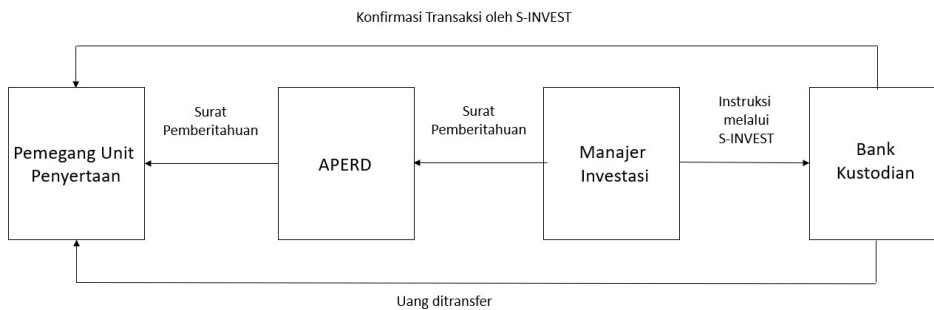 Konfirmasi Transaksi oleh S-INVEST
Pemegang Unit
Penyertaan
Surat
Pemberitahuan
APERD
Surat
Pemberitahuan
Manajer
Investasi
Instruksi
melalui
S-INVEST
Bank
Kustodian
Uang ditransfer